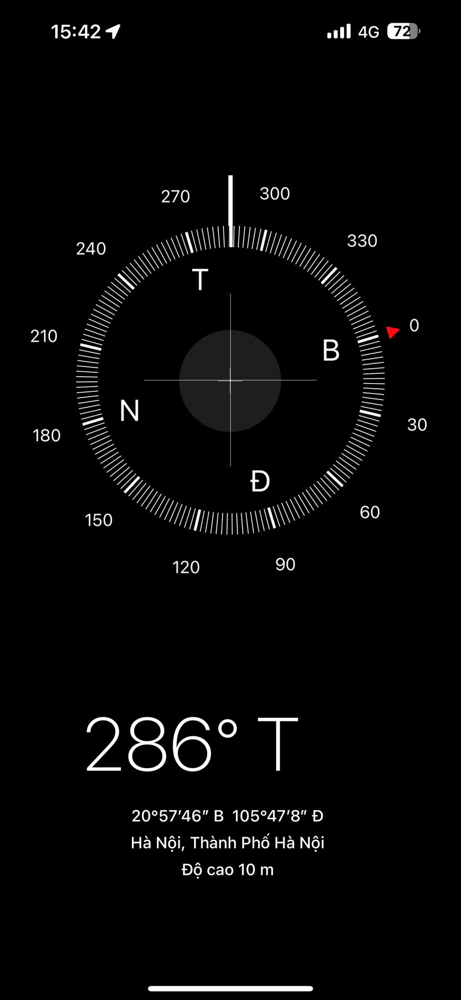 15:42 4G 72
270 300
240 330
T
210 0
B
N
180 30
Đ
150 60
120 90
286° T
20°57’46” B 105°47’8” Đ
Hà Nội, Thành Phố Hà Nội
Độ cao 10 m